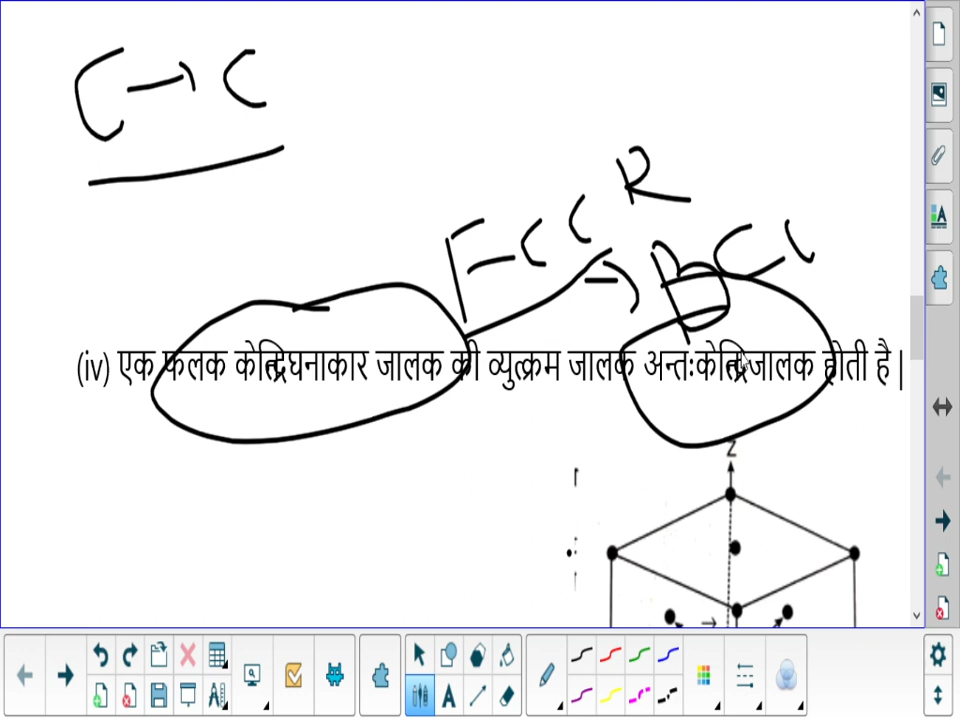 C → C
FCC R
→ BCC
(iv) एक फलक केन्द्रिघनाकार जालक की व्युत्क्रम जालक अन्तःकेन्द्रिजालक होती है |
Z